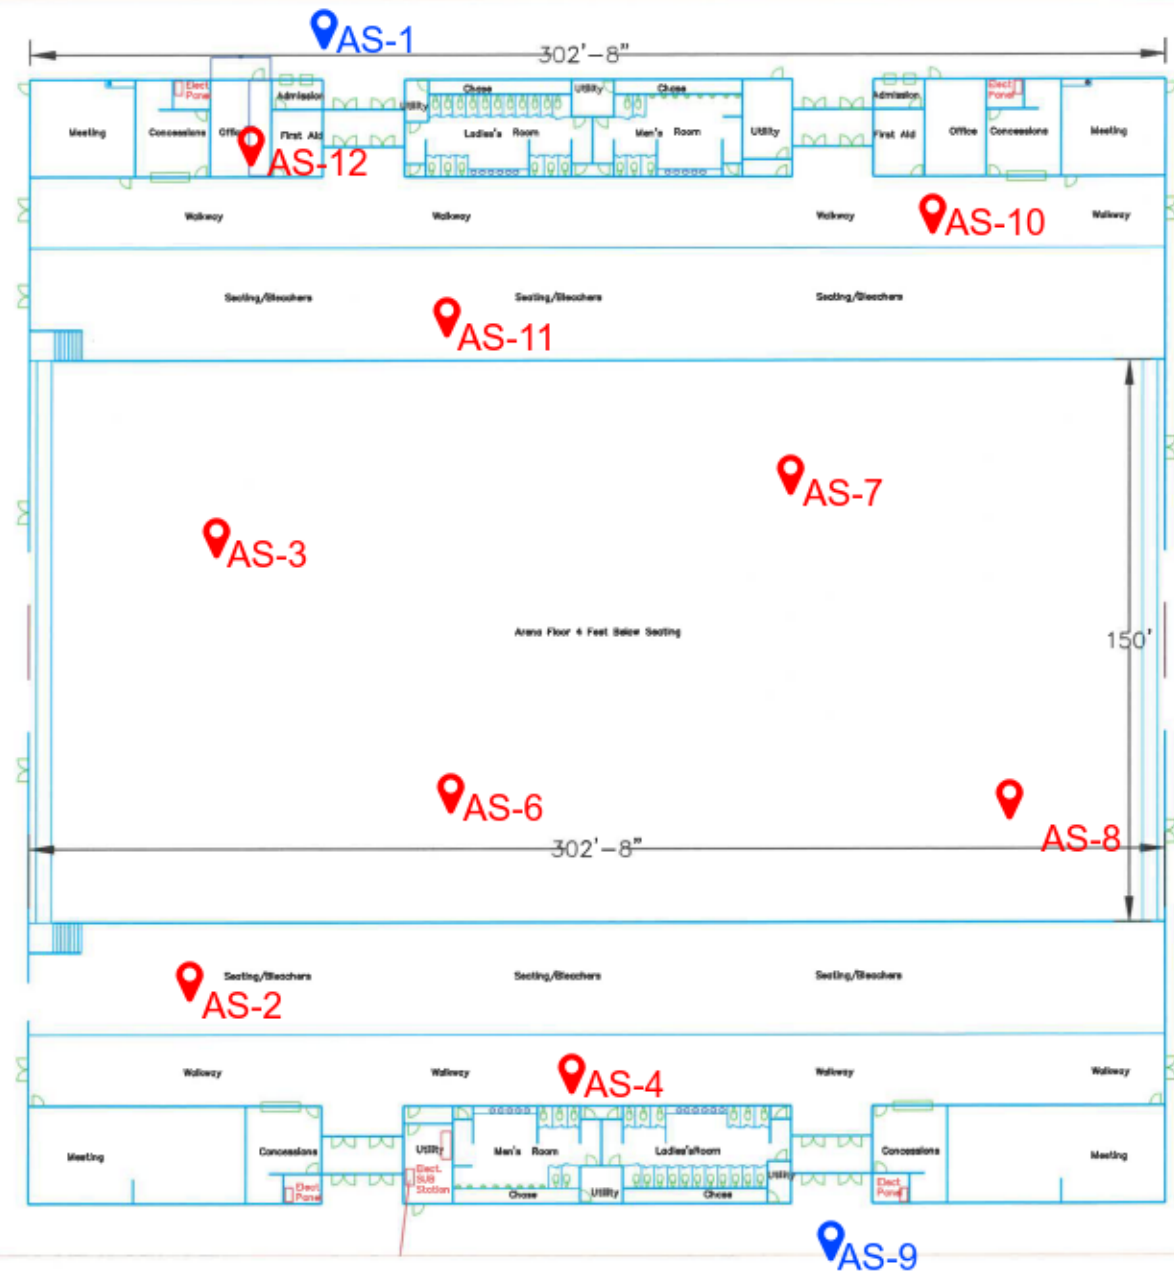 AS-1
302'-8"
Elect
Panel
Admission
Utility
Chase
Utility
Chase
Admission
Elect
Panel
Meeting
Concessions
Office
First Aid
Ladies's Room
Men's Room
Utility
First Aid
Office
Concessions
Meeting
AS-12
Walkway
Walkway
Walkway
AS-10
Walkway
Seating/Bleachers
Seating/Bleachers
Seating/Bleachers
AS-11
AS-7
AS-3
Arena Floor 4 Feet Below Seating
150'
AS-6
AS-8
302'-8"
Seating/Bleachers
Seating/Bleachers
Seating/Bleachers
AS-2
Walkway
Walkway
AS-4
Walkway
Walkway
Meeting
Concessions
Utility
Men's Room
Ladies'sRoom
Concessions
Meeting
Elect.
SUB
Station
Utility
Elect
Panel
Chase
Utility
Chase
Elect
Panel
AS-9